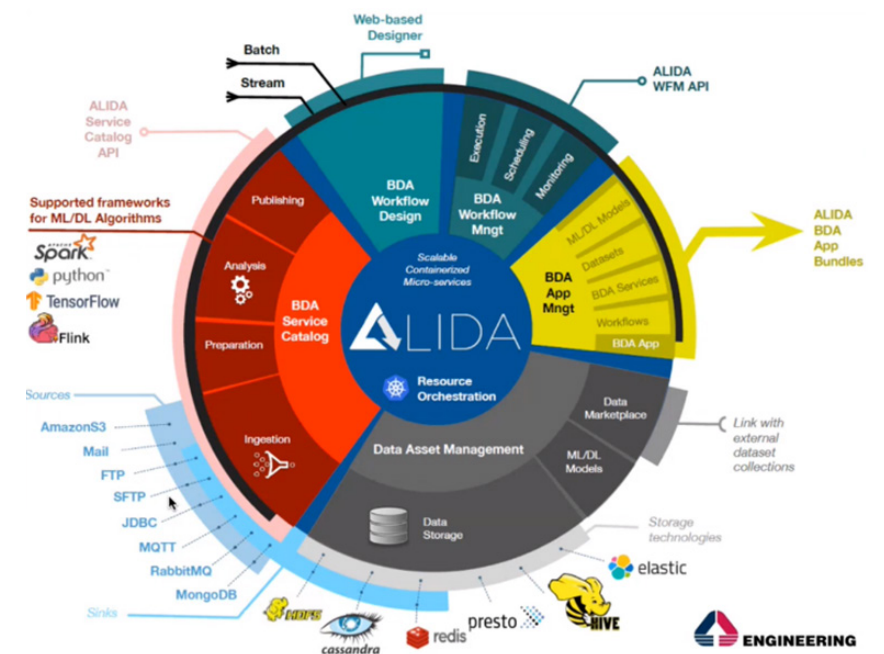 Web-based
Designer
Batch
Stream
ALIDA
WFM API
ALIDA
Service
Catalog
API
Supported frameworks
for ML/DL Algorithms
APACHE
Spark
python
TensorFlow
Flink
Publishing
Analysis
Preparation
Ingestion
BDA
Service
Catalog
BDA
Workflow
Design
Execution
Scheduling
Monitoring
BDA
Workflow
Mngt
ML/DL Models
Datasets
BDA Services
Workflows
BDA App
BDA
App
Mngt
ALIDA
BDA
App
Bundles
Scalable
Containerized
Micro-services
ALIDA
Resource
Orchestration
Data Asset Management
Data
Marketplace
ML/DL
Models
Data
Storage
Link with
external
dataset
collections
Storage
technologies
Sources
AmazonS3
Mail
FTP
SFTP
JDBC
MQTT
RabbitMQ
MongoDB
Sinks
HDFS
cassandra
redis
presto
HIVE
elastic
ENGINEERING